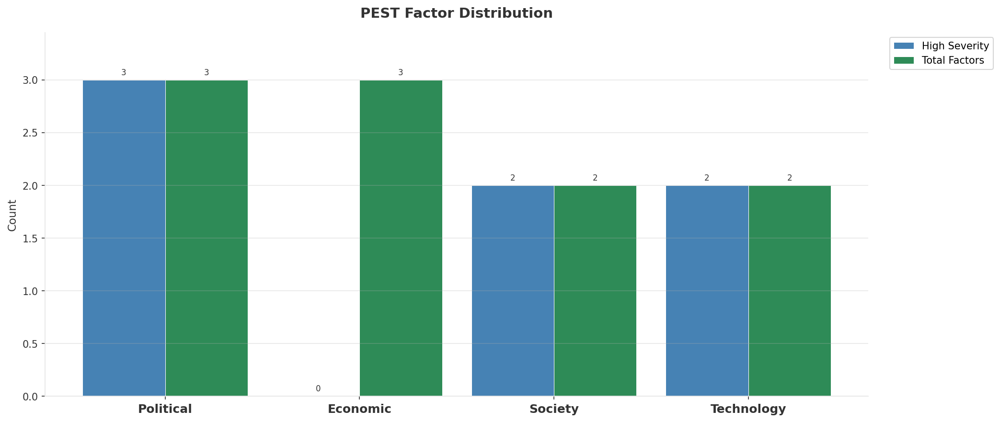 PEST Factor Distribution
High Severity
Total Factors
3 3 3
3.0
2.5
2 2 2 2
2.0
Count
1.5
1.0
0.5
0
0.0
Political Economic Society Technology